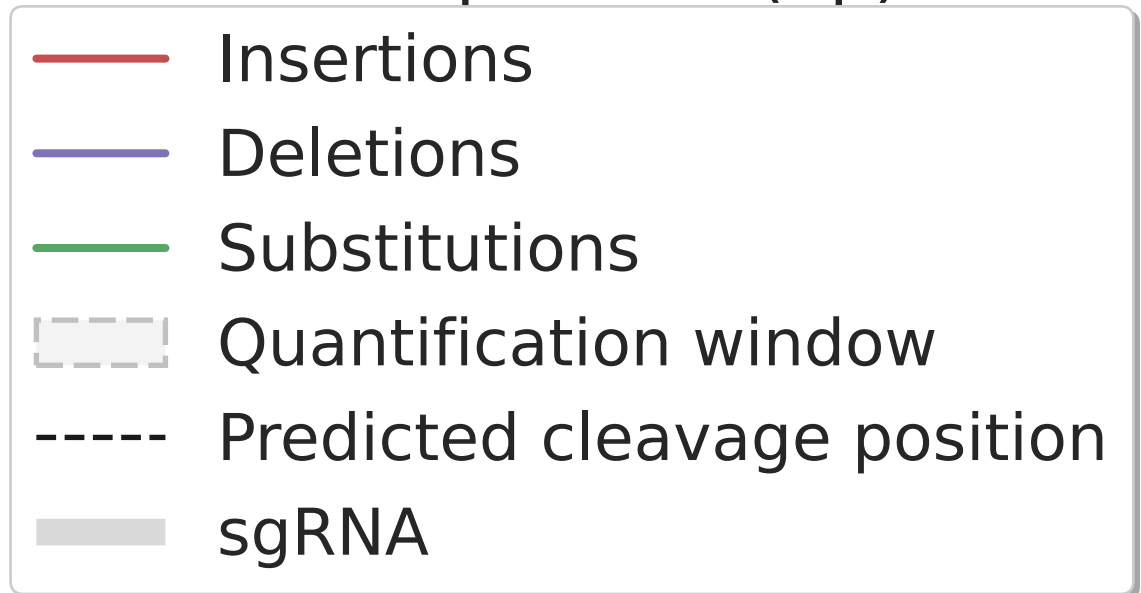 Insertions
Deletions
Substitutions
Quantification window
Predicted cleavage position
sgRNA